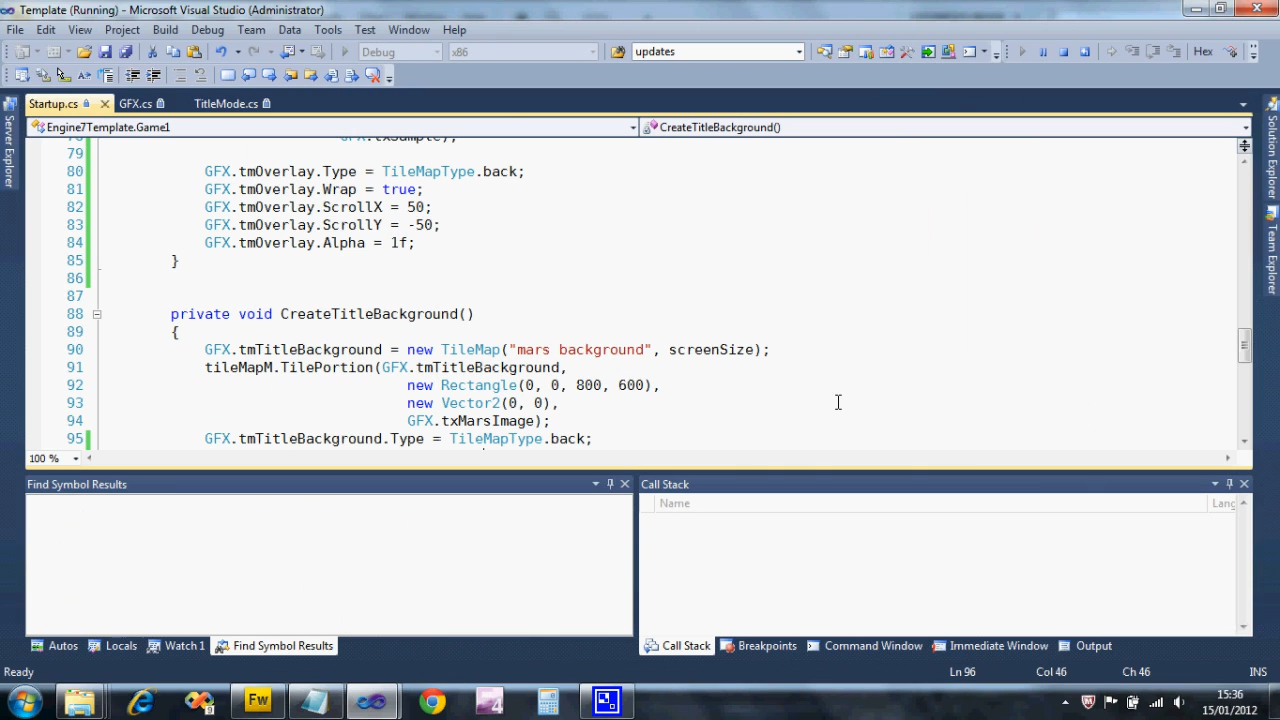 Template (Running) - Microsoft Visual Studio (Administrator)
File Edit View Project Build Debug Team Data Tools Test Window Help
Debug x86 updates Hex
Startup.cs GFX.cs TitleMode.cs
Engine7Template.Game1 CreateTitleBackground()
78 GFX.txSample);
79
80 GFX.tmOverlay.Type = TileMapType.back;
81 GFX.tmOverlay.Wrap = true;
82 GFX.tmOverlay.ScrollX = 50;
83 GFX.tmOverlay.ScrollY = -50;
84 GFX.tmOverlay.Alpha = 1f;
85 }
86
87
88 private void CreateTitleBackground()
89 {
90 GFX.tmTitleBackground = new TileMap("mars background", screenSize);
91 tileMapM.TilePortion(GFX.tmTitleBackground,
92 new Rectangle(0, 0, 800, 600),
93 new Vector2(0, 0),
94 GFX.txMarsImage);
95 GFX.tmTitleBackground.Type = TileMapType.back;
100 %
Server Explorer
Solution Explorer
Team Explorer
Find Symbol Results Call Stack
Name Lang
Autos Locals Watch 1 Find Symbol Results Call Stack Breakpoints Command Window Immediate Window Output
Ready Ln 96 Col 46 Ch 46 INS
Fw 4 15:36
15/01/2012